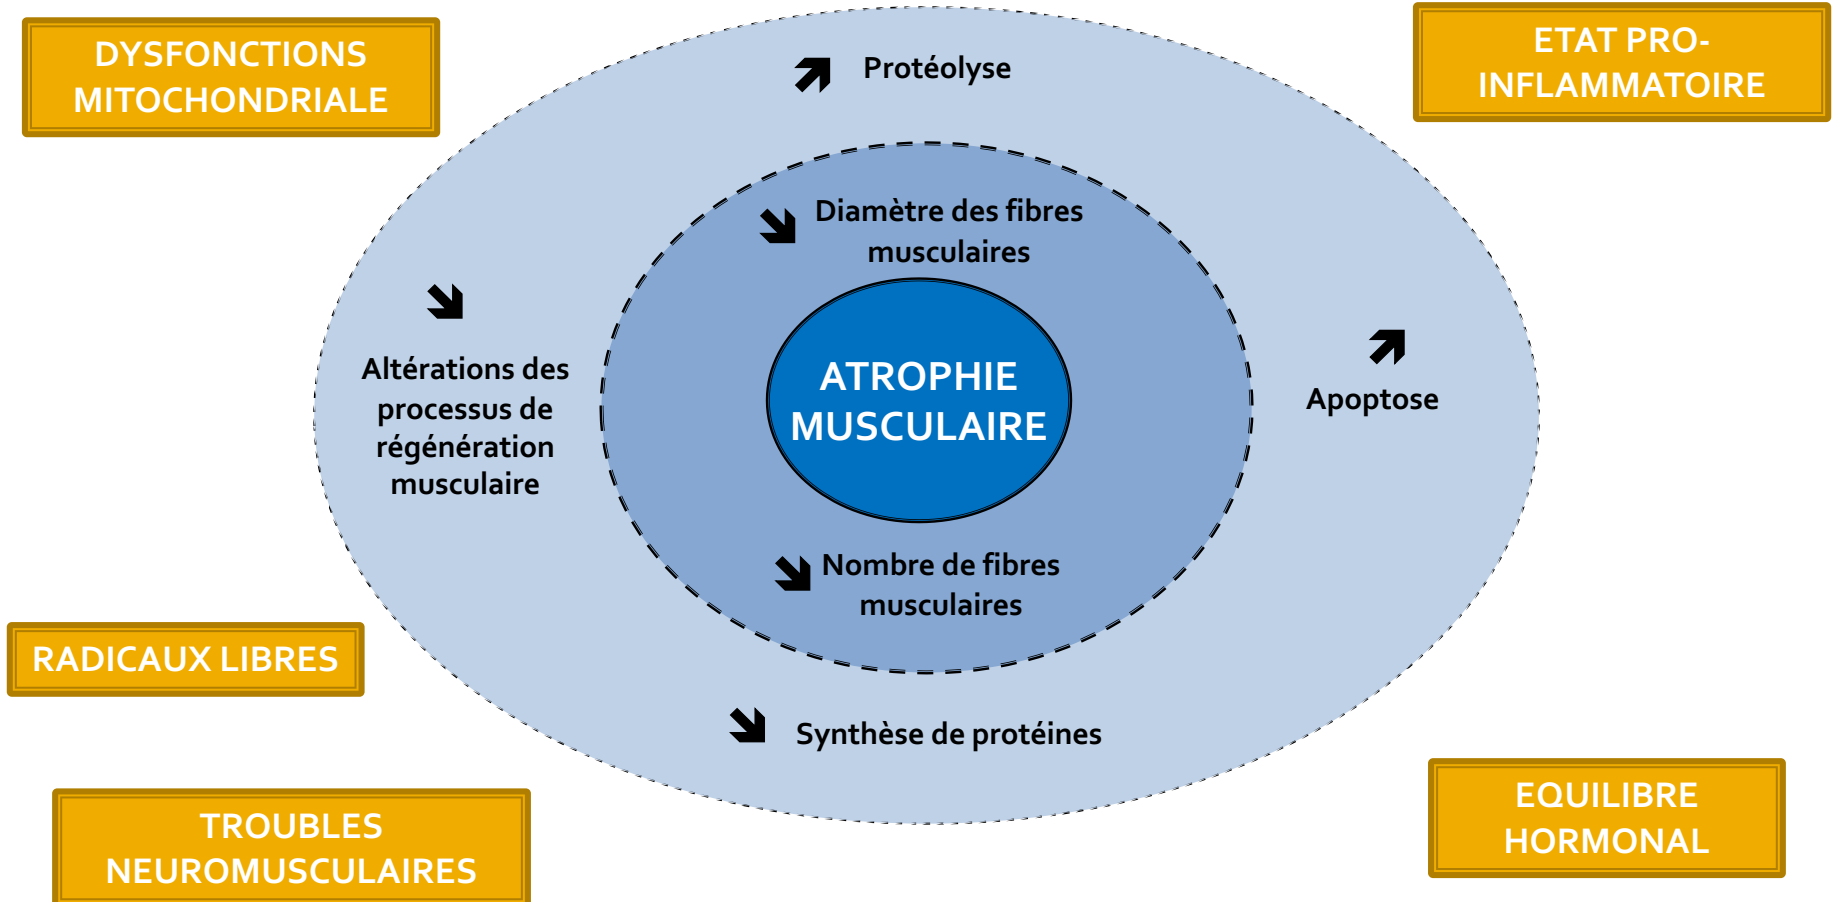 DYSFONCTIONS
MITOCHONDRIALE
ETAT PRO-
INFLAMMATOIRE
Protéolyse
Diamètre des fibres
musculaires
Altérations des
processus de
régénération
musculaire
ATROPHIE
MUSCULAIRE
Apoptose
Nombre de fibres
musculaires
RADICAUX LIBRES
Synthèse de protéines
TROUBLES
NEUROMUSCULAIRES
EQUILIBRE
HORMONAL